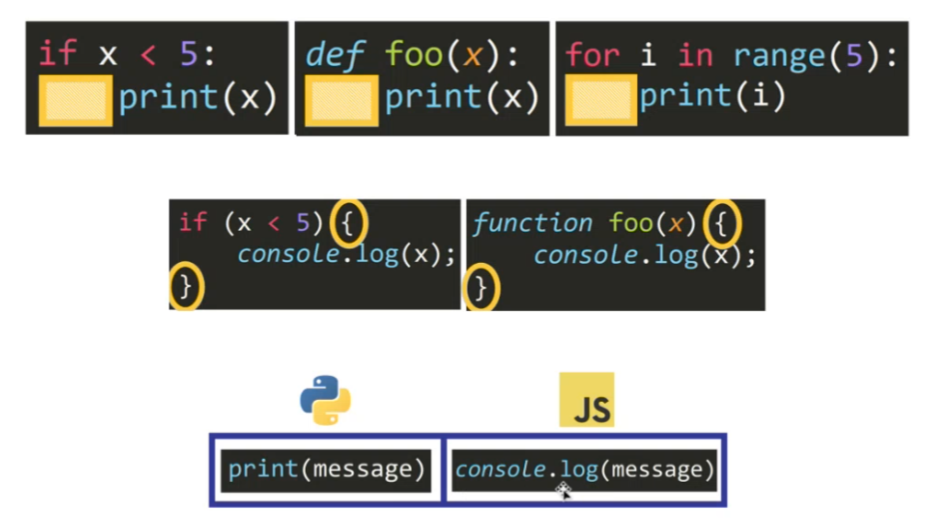 if x < 5:
print(x)
def foo(x):
print(x)
for i in range(5):
print(i)
if (x < 5) {
console.log(x);
}
function foo(x) {
console.log(x);
}
JS
print(message)
console.log(message)